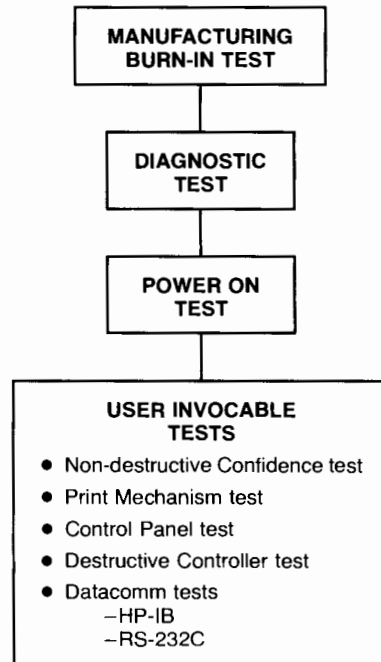 MANUFACTURING
BURN-IN TEST
DIAGNOSTIC
TEST
POWER ON
TEST
USER INVOCABLE
TESTS
● Non-destructive Confidence test
● Print Mechanism test
● Control Panel test
● Destructive Controller test
● Datacomm tests
–HP-IB
–RS-232C